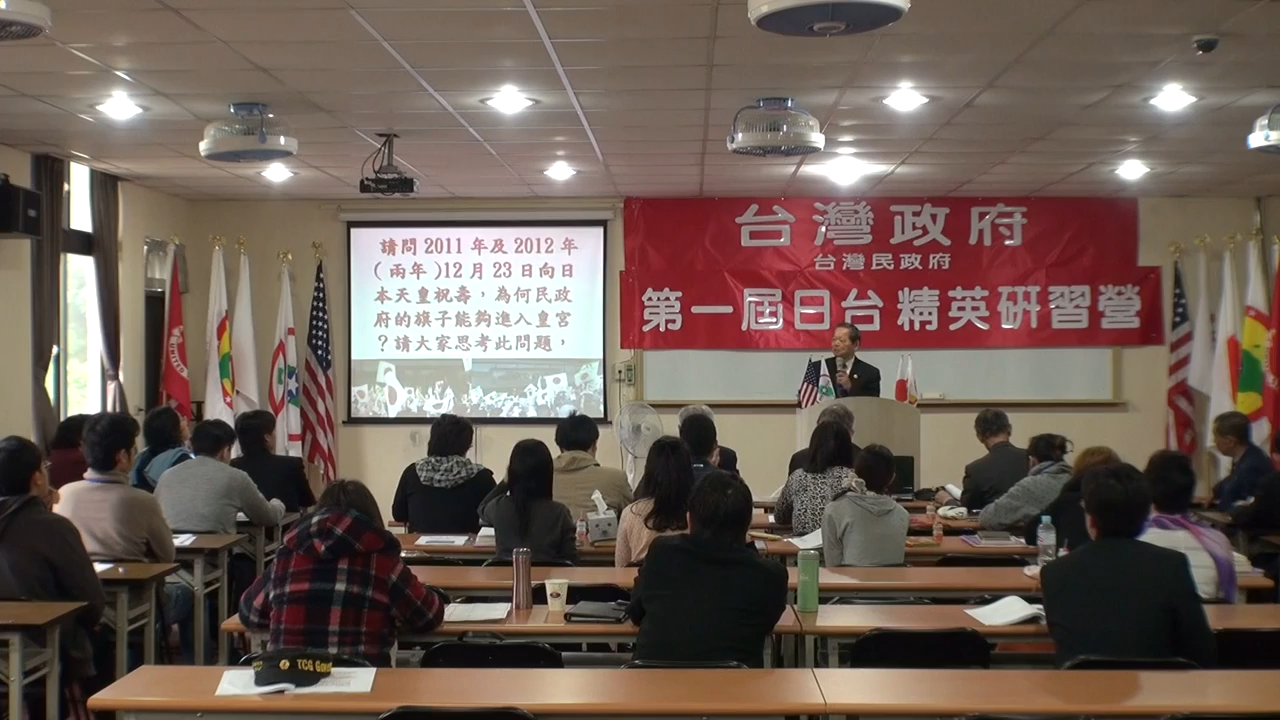 請問 2011 年及 2012 年
( 兩年 )12 月 23 日向日
本天皇祝壽，為何民政
府的旗子能夠進入皇宮
？請大家思考此問題，
台灣政府
台灣民政府
第一屆日台精英研習營
UNITED
TCG Gover